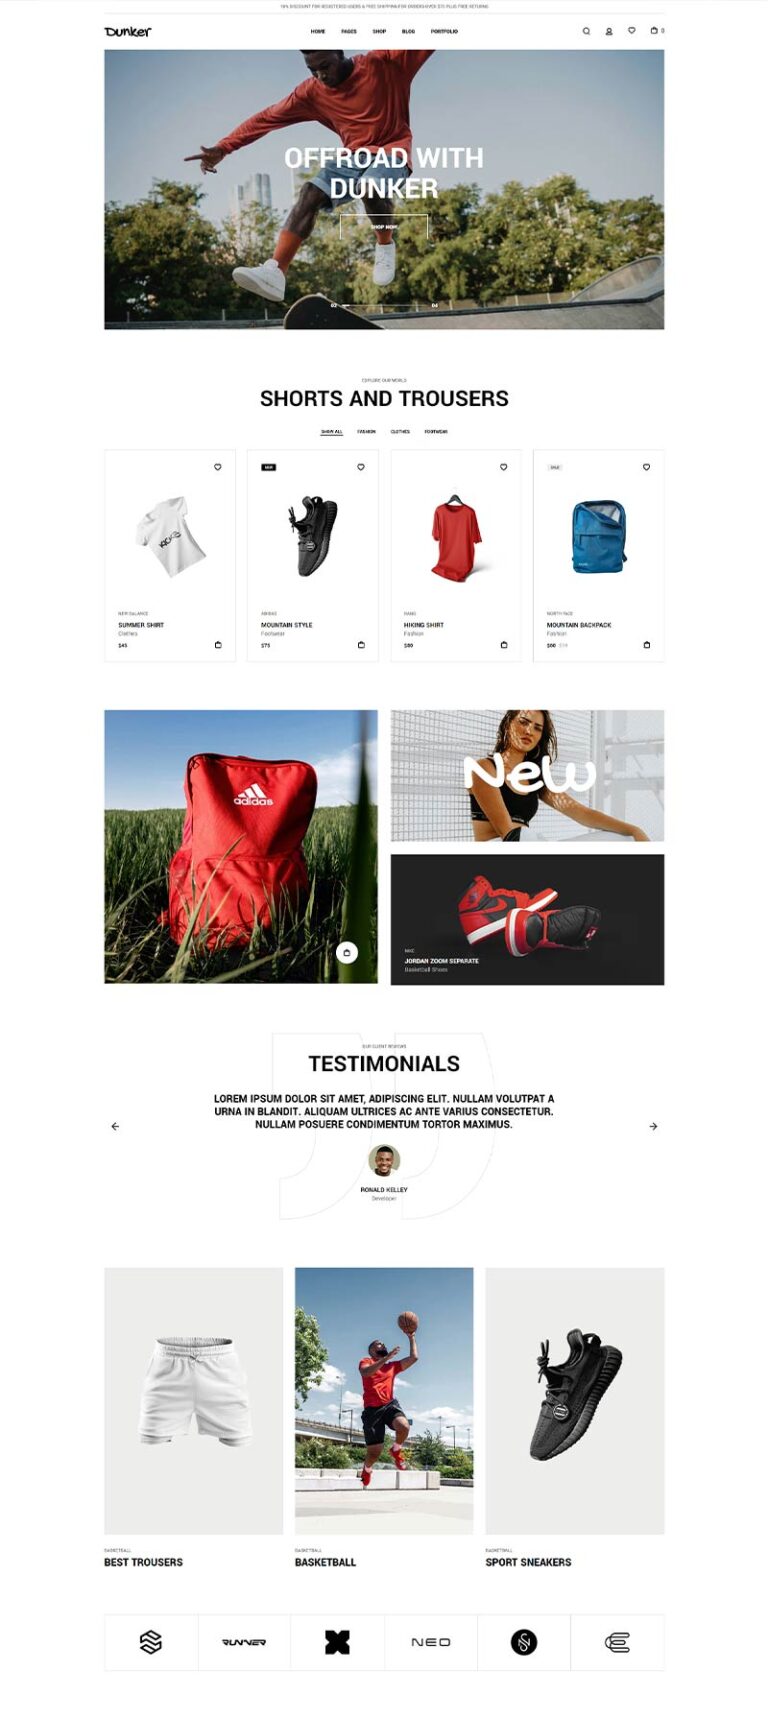 10% DISCOUNT FOR REGISTERED USERS & FREE SHIPPING FOR ORDERS OVER $75 PLUS FREE RETURNS
Dunker
HOME PAGES SHOP BLOG PORTFOLIO
0
OFFROAD WITH
DUNKER
SHOP NOW
03 04
EXPLORE OUR WORLD
SHORTS AND TROUSERS
SHOW ALL FASHION CLOTHES FOOTWEAR
NEW SALE
NEW BALANCE ADIDAS NORTH FACE
SUMMER SHIRT MOUNTAIN STYLE HIKING SHIRT MOUNTAIN BACKPACK
Clothes Footwear Fashion Fashion
$45 $75 $80 $60
adidas
New
NIKE
JORDAN ZOOM SEPARATE
Basketball Shoes
OUR CLIENT REVIEWS
TESTIMONIALS
LOREM IPSUM DOLOR SIT AMET, ADIPISCING ELIT. NULLAM VOLUTPAT A
URNA IN BLANDIT. ALIQUAM ULTRICES AC ANTE VARIUS CONSECTETUR.
NULLAM POSUERE CONDIMENTUM TORTOR MAXIMUS.
RONALD KELLEY
Developer
BASKETBALL BASKETBALL BASKETBALL
BEST TROUSERS BASKETBALL SPORT SNEAKERS
RUNNER NEO